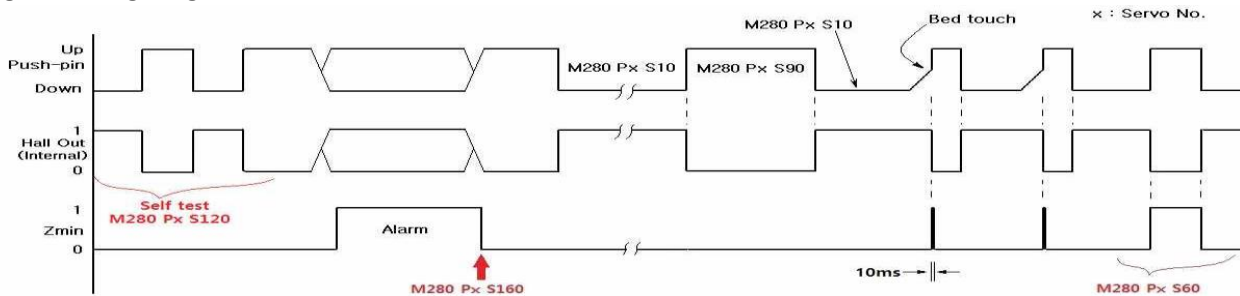 x : Servo No.
M280 Px S10
Bed touch
Up
Push-pin
Down
M280 Px S10
M280 Px S90
1
Hall Out
(Internal)
0
Self test
M280 Px S120
1
Zmin
0
Alarm
10ms
M280 Px S160
M280 Px S60